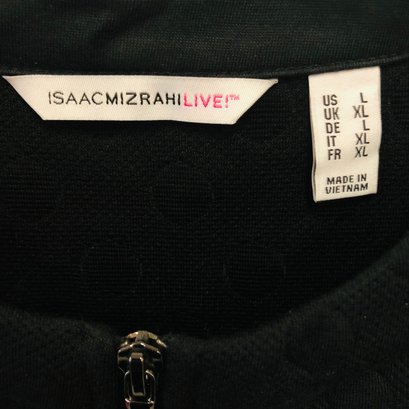 ISAACMIZRAHILIVE!™
US L
UK XL
DE L
IT XL
FR XL
MADE IN
VIETNAM